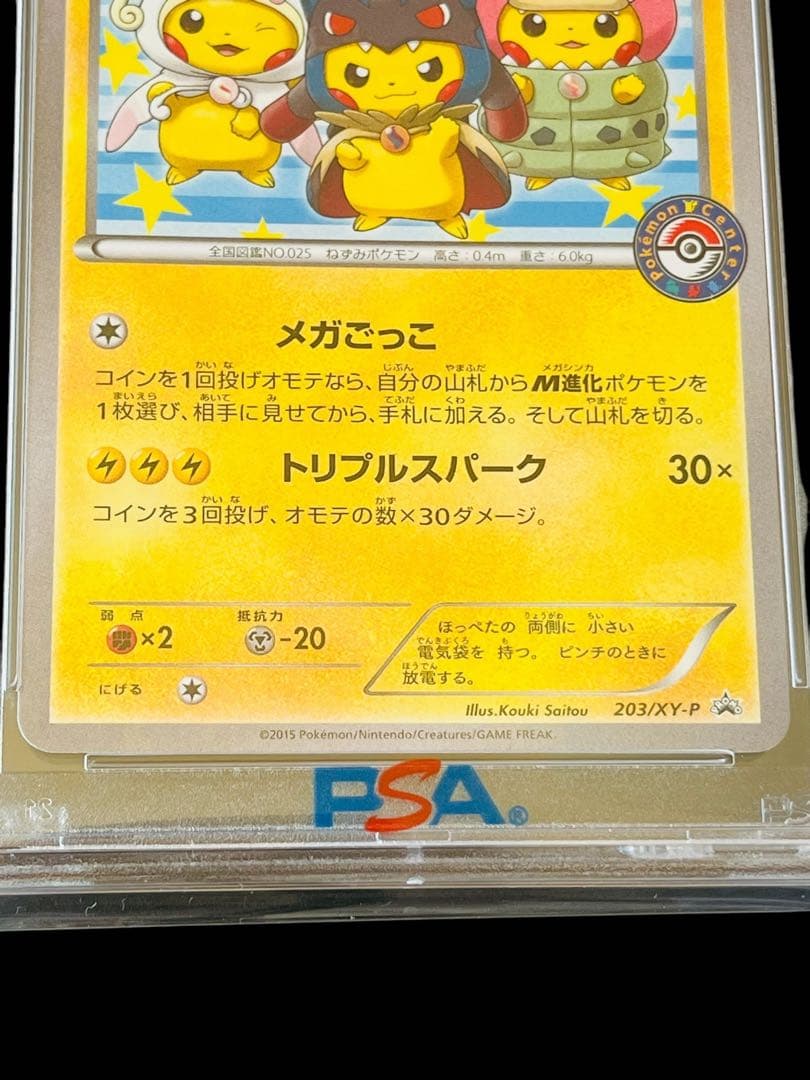 全国図鑑NO.025 ねずみポケモン 高さ:0.4m 重さ:6.0kg
Pokémon Center
メガごっこ
コインを1回投げオモテなら、自分の山札からM進化ポケモンを
1枚選び、相手に見せてから、手札に加える。そして山札を切る。
トリプルスパーク 30×
コインを3回投げ、オモテの数×30ダメージ。
弱点 抵抗力
×2 -20
にげる
ほっぺたの 両側に 小さい
電気袋を 持つ。 ピンチのときに
放電する。
Illus.Kouki Saitou 203/XY-P
©2015 Pokémon/Nintendo/Creatures/GAME FREAK.
PSA®